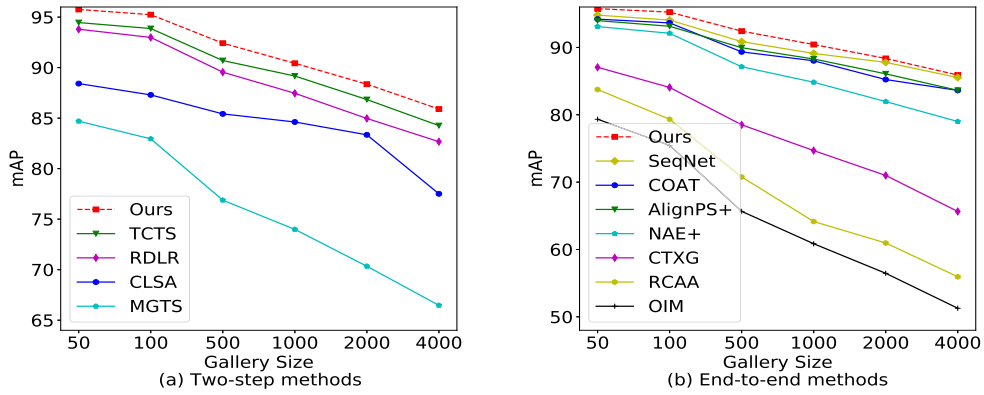 95
90
85
80
75
70
65
mAP
Ours
TCTS
RDLR
CLSA
MGTS
50 100 500 1000 2000 4000
Gallery Size
(a) Two-step methods
90
80
70
60
50
mAP
Ours
SeqNet
COAT
AlignPS+
NAE+
CTXG
RCAA
OIM
50 100 500 1000 2000 4000
Gallery Size
(b) End-to-end methods